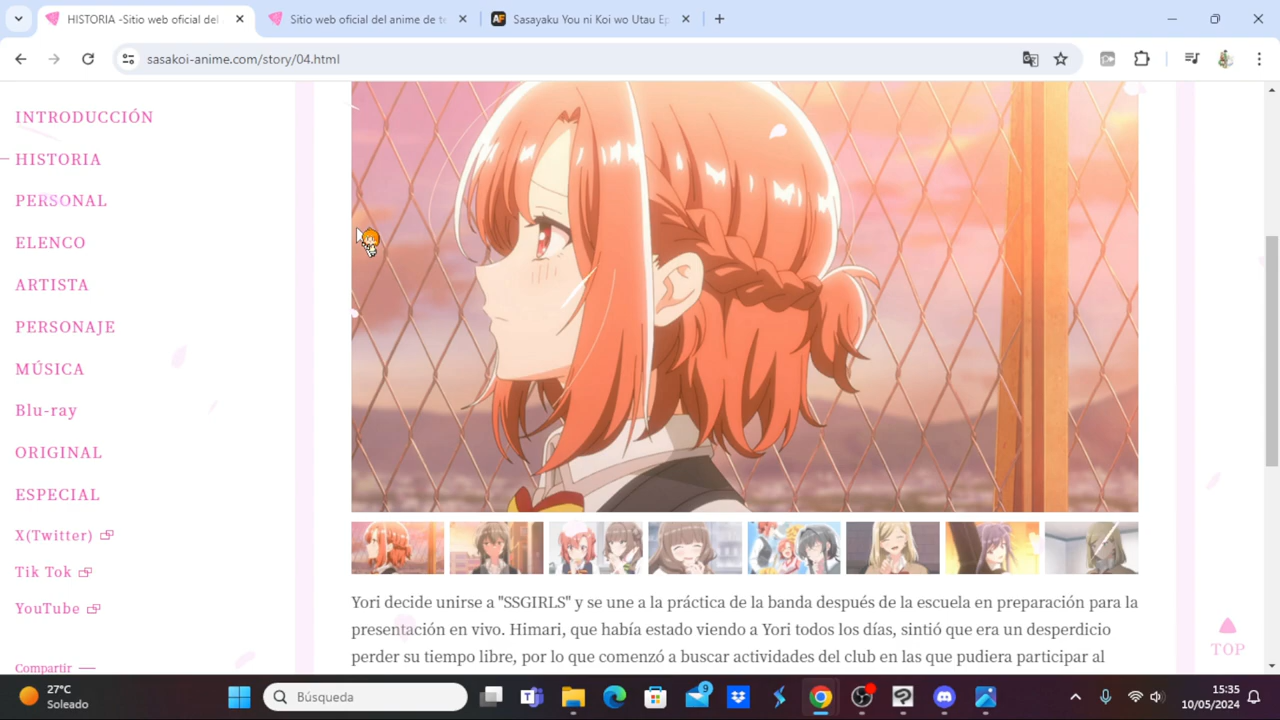 HISTORIA -Sitio web oficial del
Sitio web oficial del anime de te
Sasayaku You ni Koi wo Utau Ep
sasakoi-anime.com/story/04.html
INTRODUCCIÓN
HISTORIA
PERSONAL
ELENCO
ARTISTA
PERSONAJE
MÚSICA
Blu-ray
ORIGINAL
ESPECIAL
X(Twitter)
Tik Tok
YouTube
Compartir
Yori decide unirse a "SSGIRLS" y se une a la práctica de la banda después de la escuela en preparación para la
presentación en vivo. Himari, que había estado viendo a Yori todos los días, sintió que era un desperdicio
perder su tiempo libre, por lo que comenzó a buscar actividades del club en las que pudiera participar al
TOP
27°C
Soleado
Búsqueda
9
15:35
10/05/2024